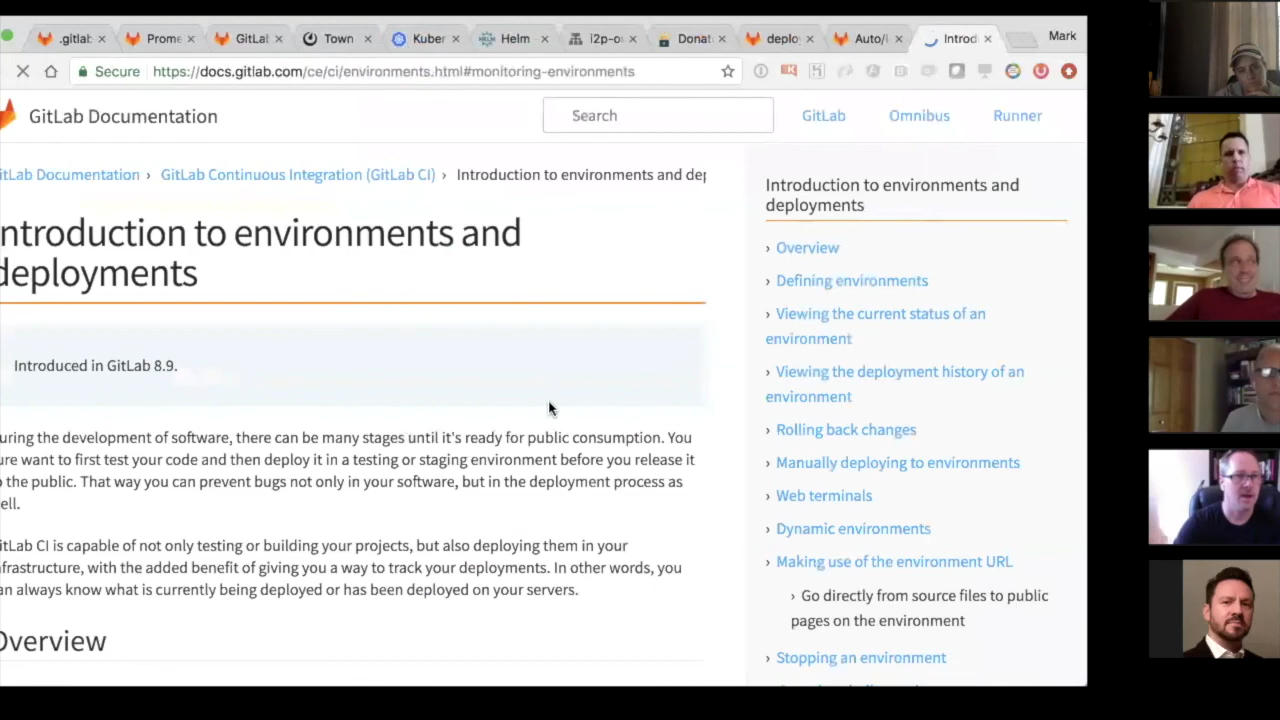 .gitlab
Prome
GitLab
Town
Kuber
Helm
i2p-o
Donat
deploy
Auto/
Introd
Mark
Secure
https://docs.gitlab.com/ce/ci/environments.html#monitoring-environments
GitLab Documentation
Search
GitLab
Omnibus
Runner
itLab Documentation › GitLab Continuous Integration (GitLab CI) › Introduction to environments and dep
ntroduction to environments and
deployments
Introduced in GitLab 8.9.
uring the development of software, there can be many stages until it's ready for public consumption. You
ure want to first test your code and then deploy it in a testing or staging environment before you release it
o the public. That way you can prevent bugs not only in your software, but in the deployment process as
ell.
itLab CI is capable of not only testing or building your projects, but also deploying them in your
nfrastructure, with the added benefit of giving you a way to track your deployments. In other words, you
an always know what is currently being deployed or has been deployed on your servers.
Overview
Introduction to environments and
deployments
› Overview
› Defining environments
› Viewing the current status of an
environment
› Viewing the deployment history of an
environment
› Rolling back changes
› Manually deploying to environments
› Web terminals
› Dynamic environments
› Making use of the environment URL
› Go directly from source files to public
pages on the environment
› Stopping an environment